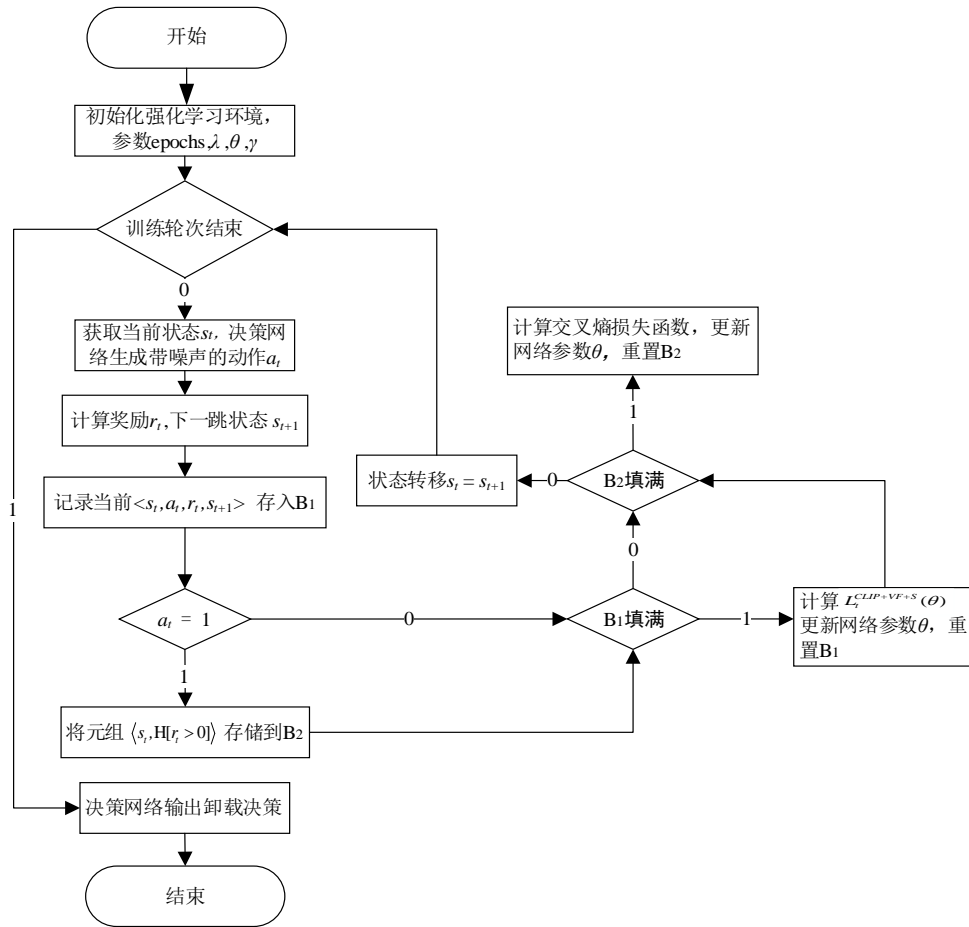 开始
初始化强化学习环境，
参数epochs,λ,θ,γ
训练轮次结束
0
获取当前状态st，决策网
络生成带噪声的动作at
计算奖励rt,下一跳状态 st+1
记录当前<st,at,rt,st+1> 存入B1
1
at = 1
0
1
将元组 ⟨st,H[rt>0]⟩ 存储到B2
决策网络输出卸载决策
结束
计算交叉熵损失函数，更新
网络参数θ，重置B2
1
状态转移st = st+1
0
B2填满
0
B1填满
1
计算 LtCLIP+VF+S(θ)
更新网络参数θ，重
置B1